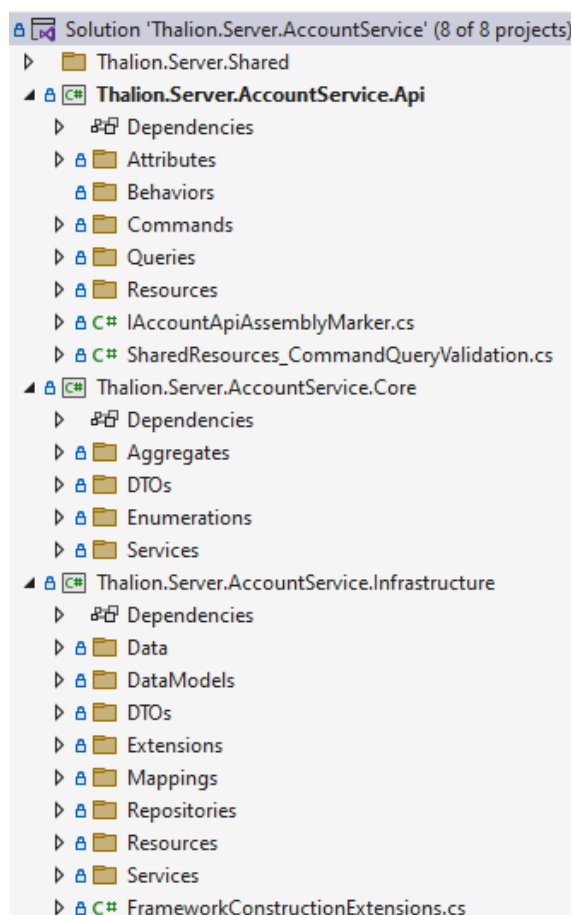 Solution 'Thalion.Server.AccountService' (8 of 8 projects)
Thalion.Server.Shared
C# Thalion.Server.AccountService.Api
Dependencies
Attributes
Behaviors
Commands
Queries
Resources
C# IAccountApiAssemblyMarker.cs
C# SharedResources_CommandQueryValidation.cs
C# Thalion.Server.AccountService.Core
Dependencies
Aggregates
DTOs
Enumerations
Services
C# Thalion.Server.AccountService.Infrastructure
Dependencies
Data
DataModels
DTOs
Extensions
Mappings
Repositories
Resources
Services
C# FrameworkConstructionExtensions.cs